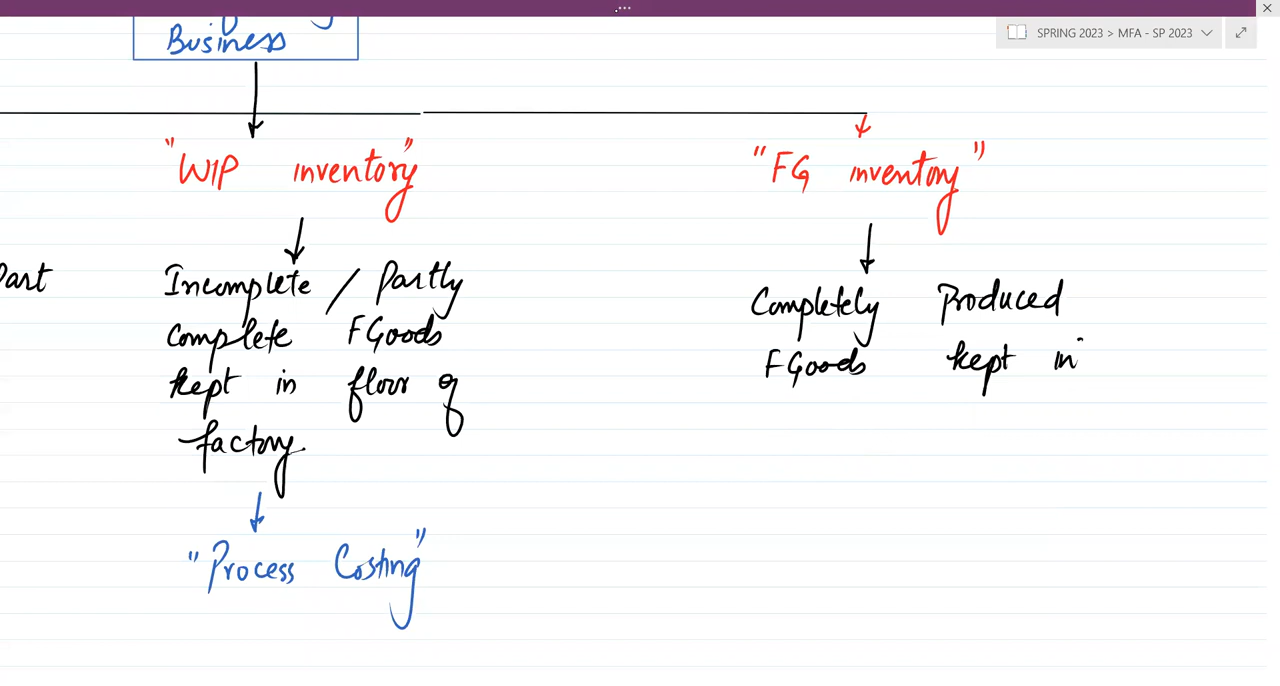 SPRING 2023 > MFA - SP 2023
Business
"WIP inventory"
"FG inventory"
Part
Incomplete / Partly
complete FGoods
kept in floor of
factory.
Completely Produced
FGoods kept in
"Process Costing"